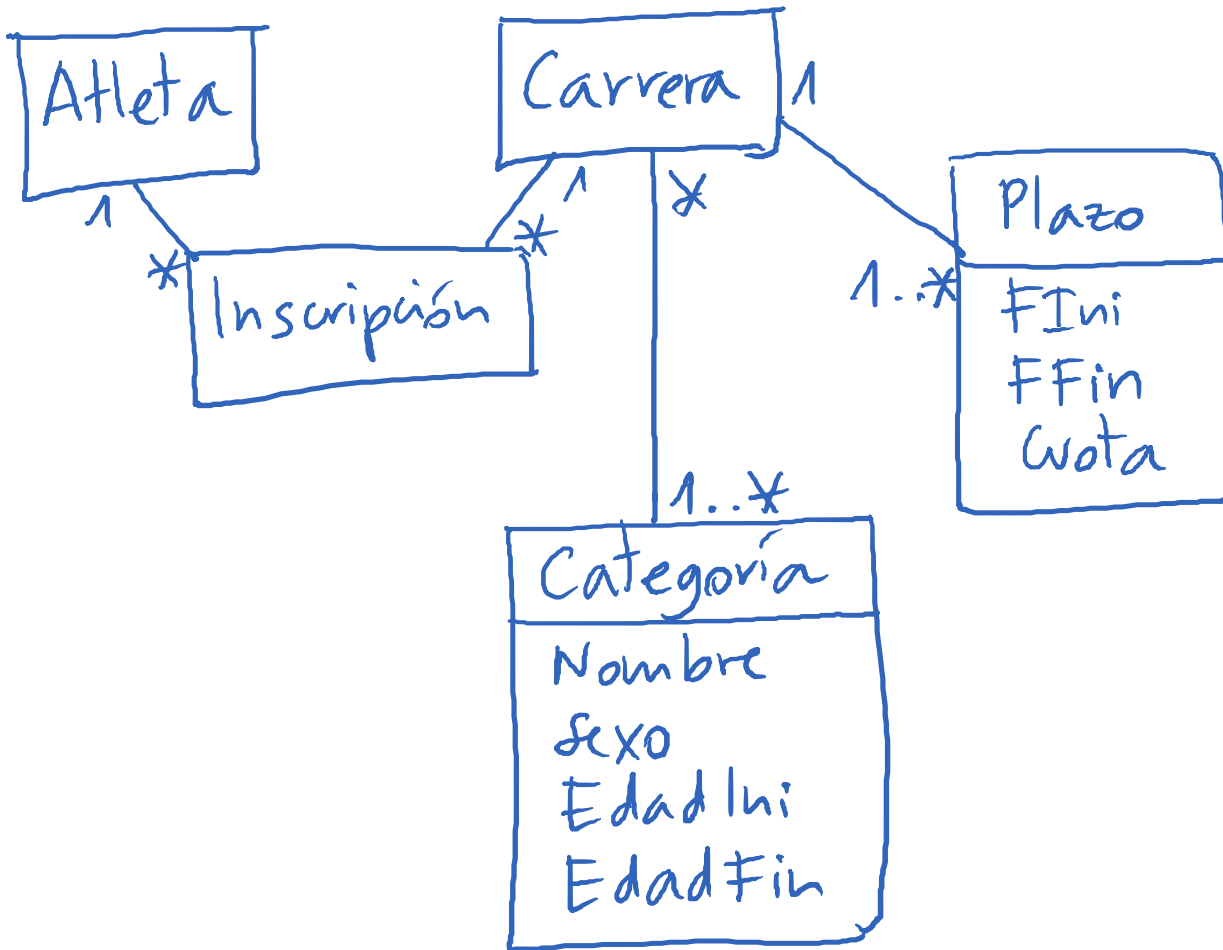 Atleta
1
*
Inscripción
*
1
Carrera
1
*
1..*
Plazo
FIni
FFin
Cuota
1..*
Categoría
Nombre
Sexo
EdadIni
EdadFin